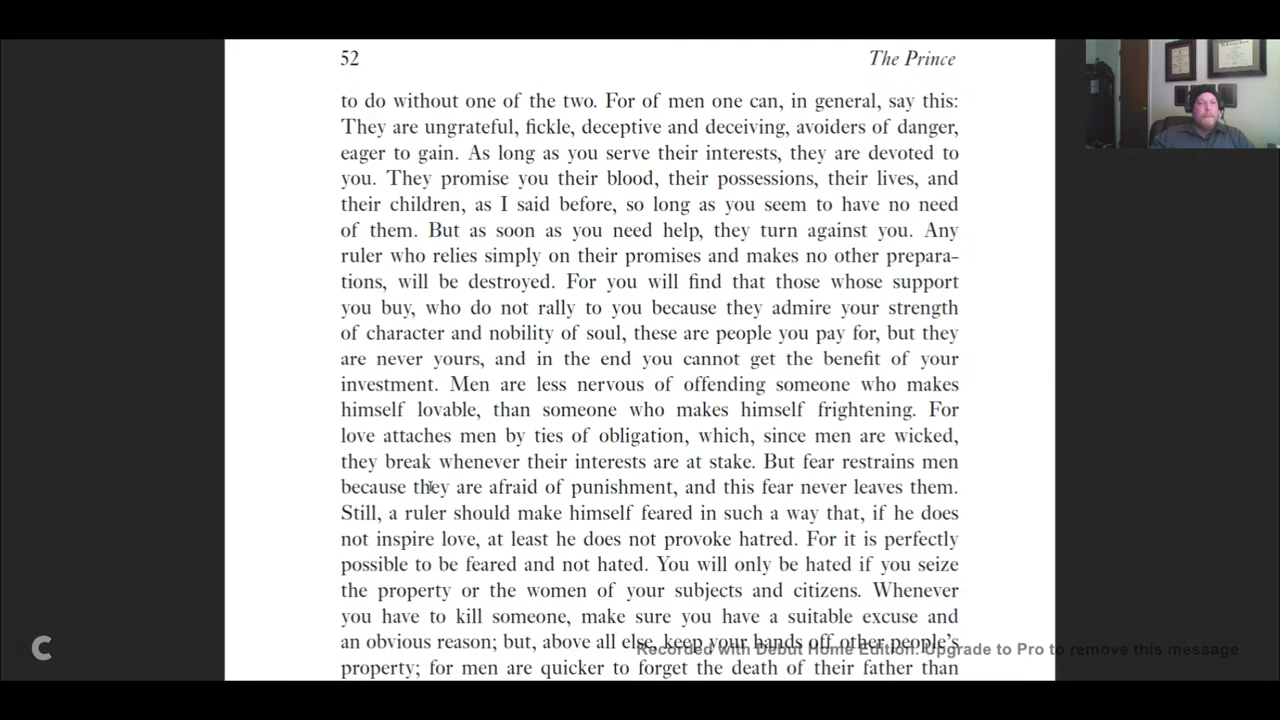 52
The Prince
to do without one of the two. For of men one can, in general, say this:
They are ungrateful, fickle, deceptive and deceiving, avoiders of danger,
eager to gain. As long as you serve their interests, they are devoted to
you. They promise you their blood, their possessions, their lives, and
their children, as I said before, so long as you seem to have no need
of them. But as soon as you need help, they turn against you. Any
ruler who relies simply on their promises and makes no other prepara-
tions, will be destroyed. For you will find that those whose support
you buy, who do not rally to you because they admire your strength
of character and nobility of soul, these are people you pay for, but they
are never yours, and in the end you cannot get the benefit of your
investment. Men are less nervous of offending someone who makes
himself lovable, than someone who makes himself frightening. For
love attaches men by ties of obligation, which, since men are wicked,
they break whenever their interests are at stake. But fear restrains men
because they are afraid of punishment, and this fear never leaves them.
Still, a ruler should make himself feared in such a way that, if he does
not inspire love, at least he does not provoke hatred. For it is perfectly
possible to be feared and not hated. You will only be hated if you seize
the property or the women of your subjects and citizens. Whenever
you have to kill someone, make sure you have a suitable excuse and
an obvious reason; but, above all else, keep your hands off other people's
property; for men are quicker to forget the death of their father than
Recorded with Debut Home Edition. Upgrade to Pro to remove this message
C